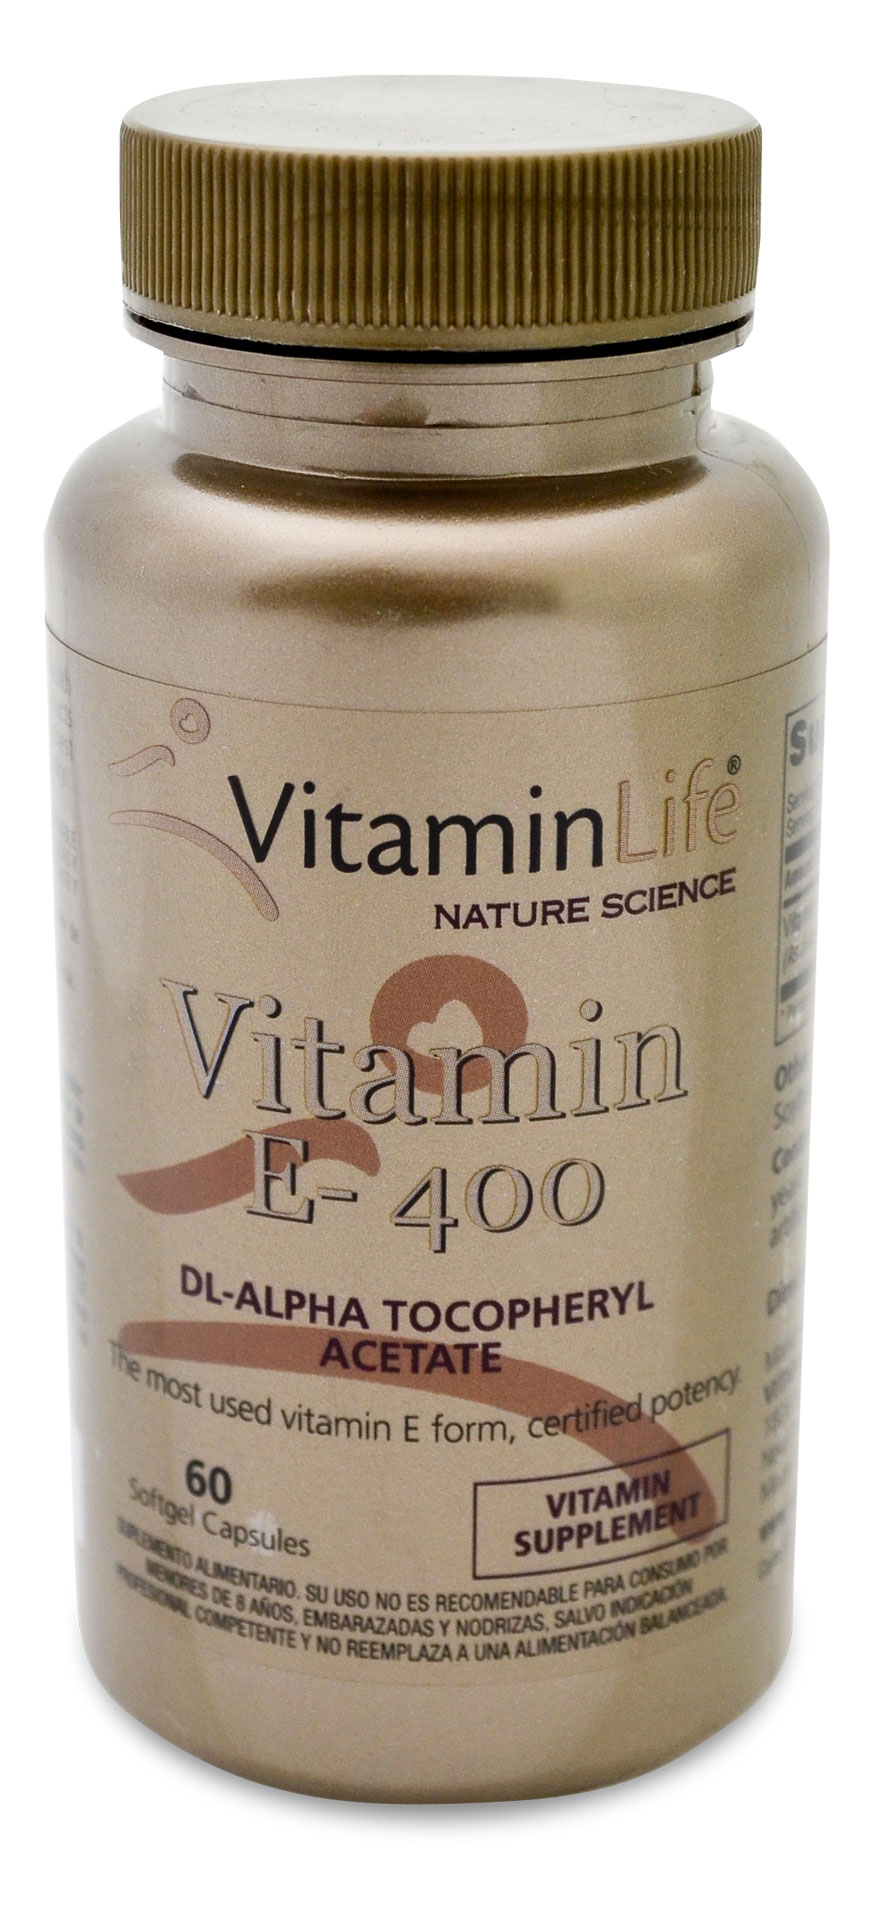 VitaminLife®
NATURE SCIENCE
Vitamin
E-400
DL-ALPHA TOCOPHERYL
ACETATE
The most used vitamin E form, certified potency
60
Softgel Capsules
VITAMIN
SUPPLEMENT
SUPLEMENTO ALIMENTARIO. SU USO NO ES RECOMENDABLE PARA CONSUMO POR
MENORES DE 8 AÑOS, EMBARAZADAS Y NODRIZAS, SALVO INDICACIÓN
PROFESIONAL COMPETENTE Y NO REEMPLAZA A UNA ALIMENTACIÓN BALANCEADA.